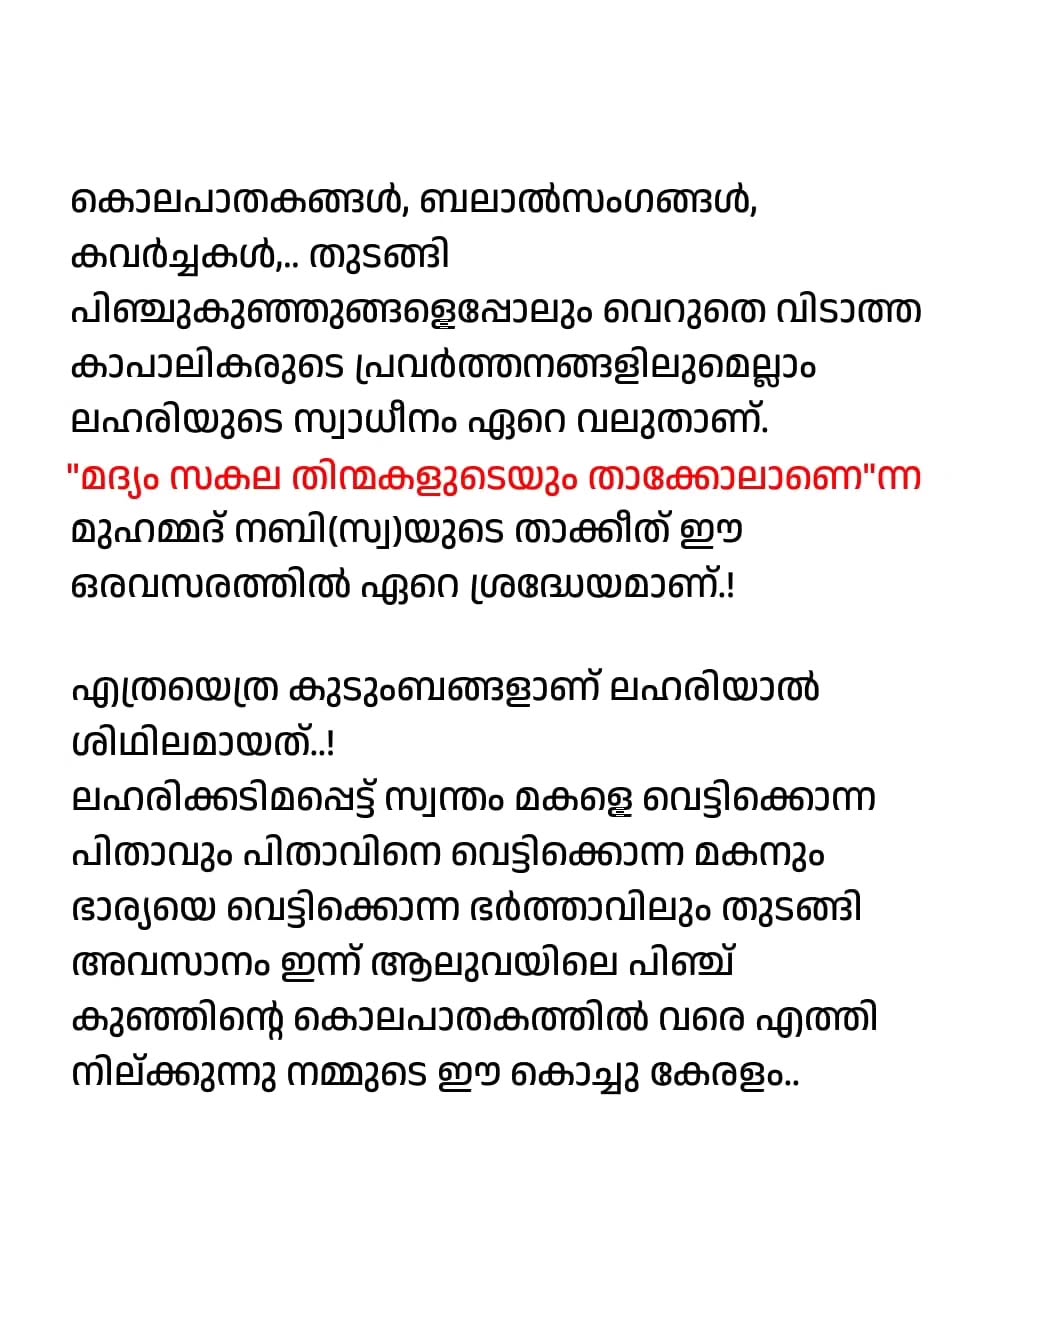 കൊലപാതകങ്ങൾ, ബലാൽസംഗങ്ങൾ,
കവർച്ചകൾ,.. തുടങ്ങി
പിഞ്ചുകുഞ്ഞുങ്ങളെപ്പോലും വെറുതെ വിടാത്ത
കാപാലികരുടെ പ്രവർത്തനങ്ങളിലുമെല്ലാം
ലഹരിയുടെ സ്വാധീനം ഏറെ വലുതാണ്.
"മദ്യം സകല തിന്മകളുടെയും താക്കോലാണെ"ന്ന
മുഹമ്മദ് നബി(സ്വ)യുടെ താക്കീത് ഈ
ഒരവസരത്തിൽ ഏറെ ശ്രദ്ധേയമാണ്.!
എത്രയെത്ര കുടുംബങ്ങളാണ് ലഹരിയാൽ
ശിഥിലമായത്..!
ലഹരിക്കടിമപ്പെട്ട് സ്വന്തം മകളെ വെട്ടിക്കൊന്ന
പിതാവും പിതാവിനെ വെട്ടിക്കൊന്ന മകനും
ഭാര്യയെ വെട്ടിക്കൊന്ന ഭർത്താവിലും തുടങ്ങി
അവസാനം ഇന്ന് ആലുവയിലെ പിഞ്ച്
കുഞ്ഞിന്റെ കൊലപാതകത്തിൽ വരെ എത്തി
നില്ക്കുന്നു നമ്മുടെ ഈ കൊച്ചു കേരളം..